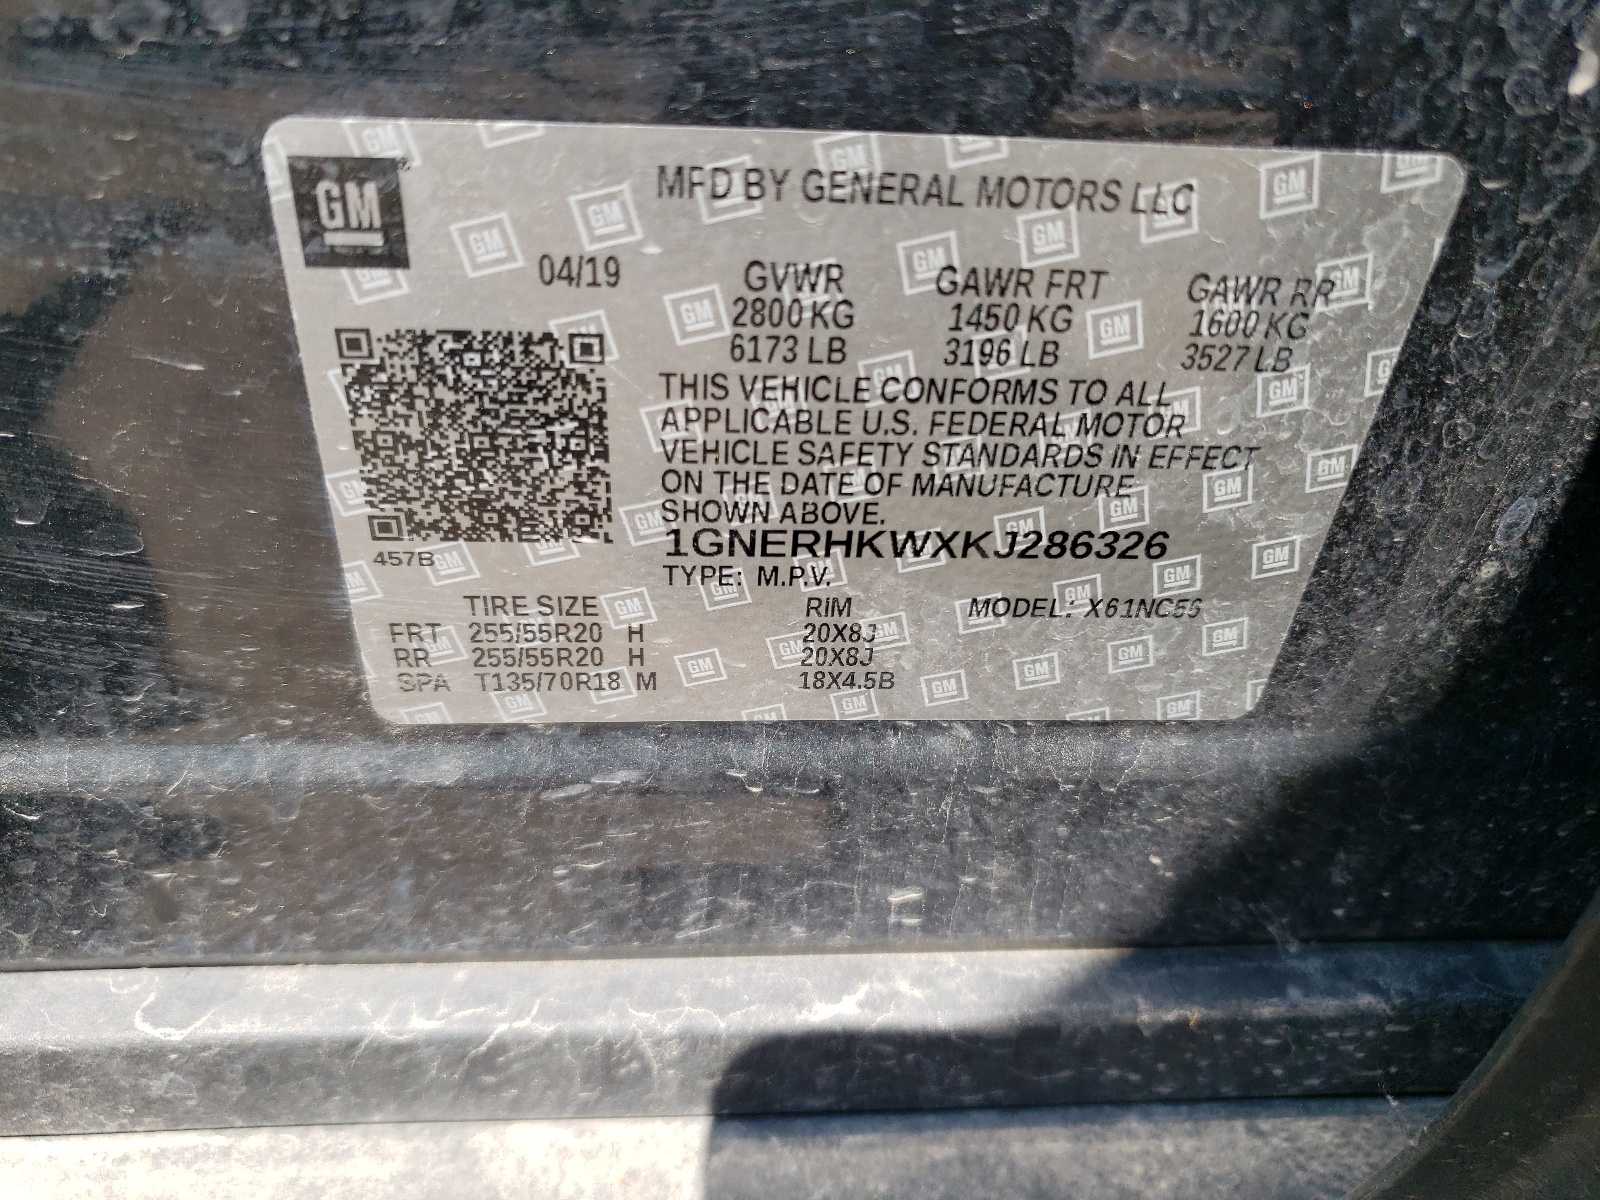 GM
MFD BY GENERAL MOTORS LLC
04/19 GVWR GAWR FRT GAWR RR
2800 KG 1450 KG 1600 KG
6173 LB 3196 LB 3527 LB
THIS VEHICLE CONFORMS TO ALL
APPLICABLE U.S. FEDERAL MOTOR
VEHICLE SAFETY STANDARDS IN EFFECT
ON THE DATE OF MANUFACTURE
SHOWN ABOVE.
457B
1GNERHKWXKJ286326
TYPE: M.P.V.
TIRE SIZE RIM MODEL: X61NC56
FRT 255/55R20 H 20X8J
RR 255/55R20 H 20X8J
SPA T135/70R18 M 18X4.5B